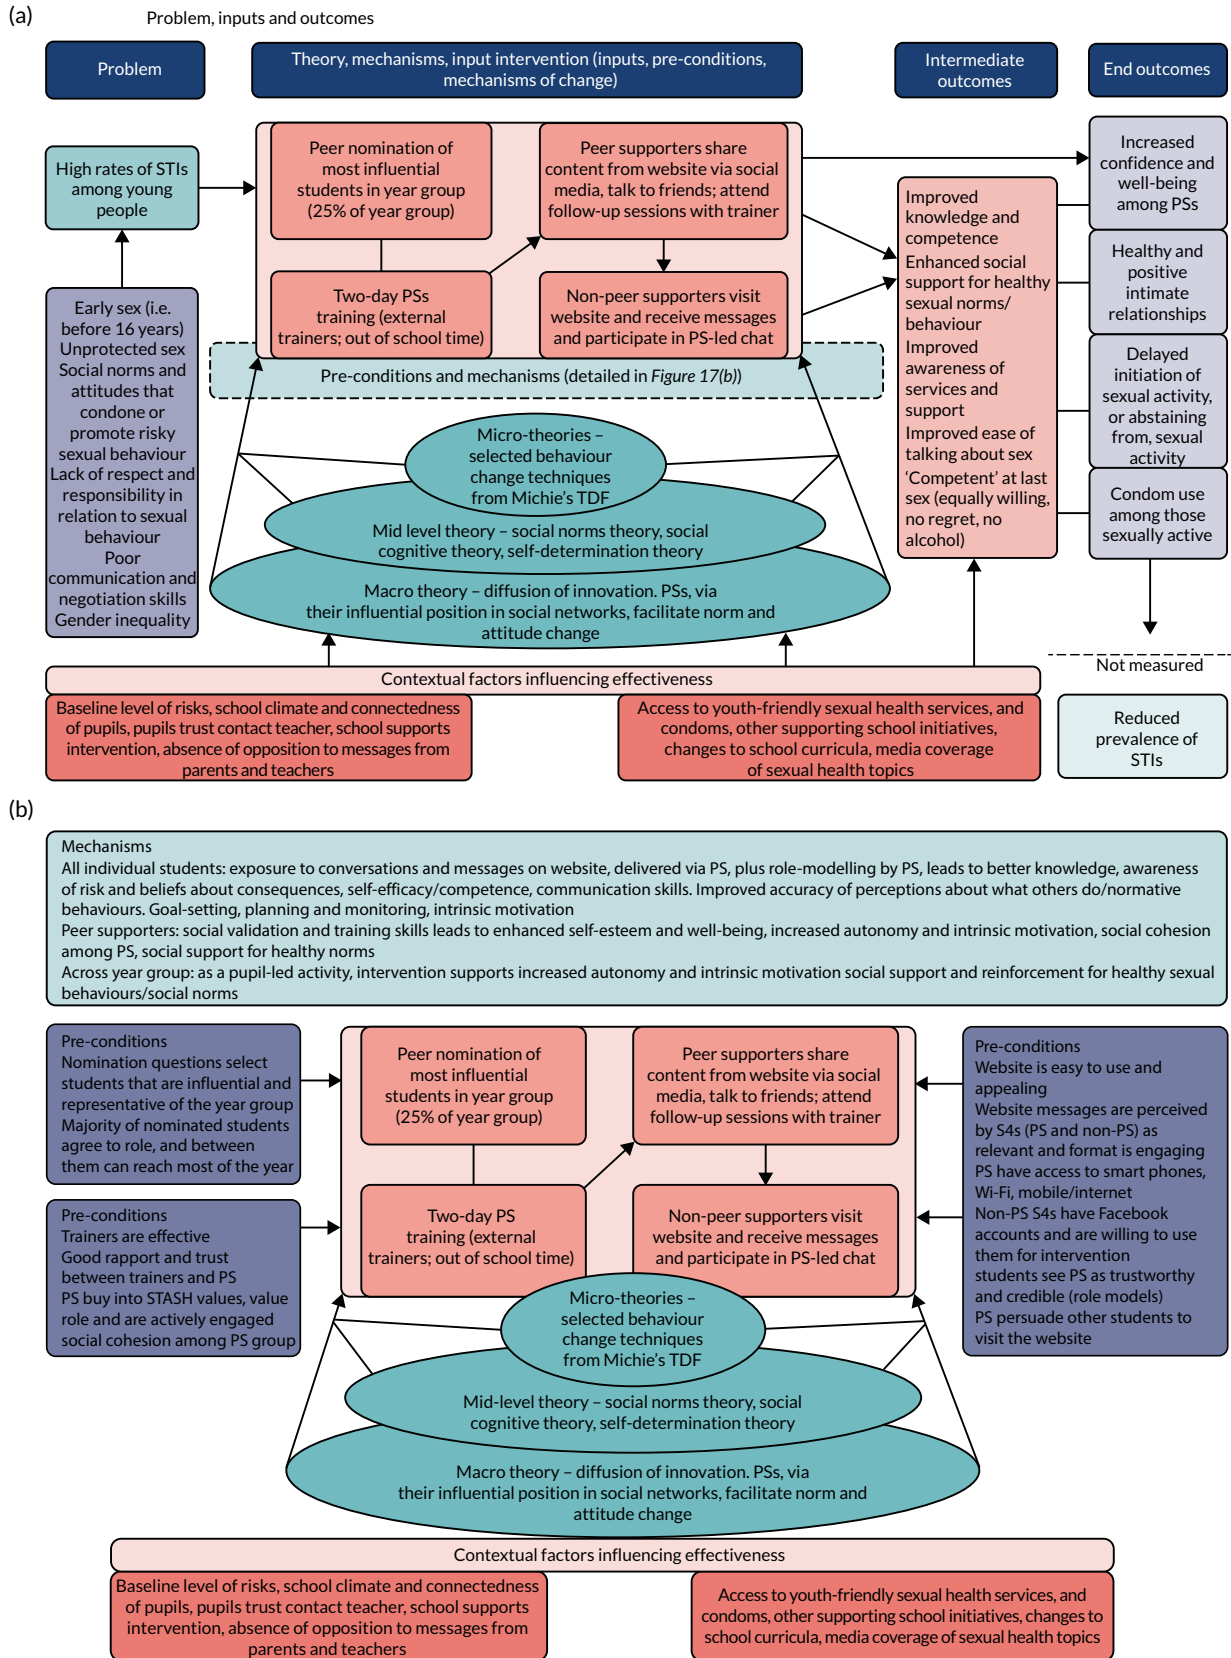 (a)
Problem, inputs and outcomes
Problem
Theory, mechanisms, input intervention (inputs, pre-conditions,
mechanisms of change)
Intermediate
outcomes
End outcomes
High rates of STIs
among young
people
Early sex (i.e.
before 16 years)
Unprotected sex
Social norms and
attitudes that
condone or
promote risky
sexual behaviour
Lack of respect and
responsibility in
relation to sexual
behaviour
Poor
communication and
negotiation skills
Gender inequality
Peer nomination of
most influential
students in year group
(25% of year group)
Two-day PSs
training (external
trainers; out of school time)
Peer supporters share
content from website via social
media, talk to friends; attend
follow-up sessions with trainer
Non-peer supporters visit
website and receive messages
and participate in PS-led chat
Pre-conditions and mechanisms (detailed in Figure 17(b))
Micro-theories –
selected behaviour
change techniques
from Michie's TDF
Mid level theory – social norms theory, social
cognitive theory, self-determination theory
Macro theory – diffusion of innovation. PSs, via
their influential position in social networks, facilitate norm and
attitude change
Improved
knowledge and
competence
Enhanced social
support for healthy
sexual norms/
behaviour
Improved
awareness of
services and
support
Improved ease of
talking about sex
'Competent' at last
sex (equally willing,
no regret, no
alcohol)
Increased
confidence and
well-being
among PSs
Healthy and
positive
intimate
relationships
Delayed
initiation of
sexual activity,
or abstaining
from, sexual
activity
Condom use
among those
sexually active
Not measured
Reduced
prevalence of
STIs
Contextual factors influencing effectiveness
Baseline level of risks, school climate and connectedness
of pupils, pupils trust contact teacher, school supports
intervention, absence of opposition to messages from
parents and teachers
Access to youth-friendly sexual health services, and
condoms, other supporting school initiatives,
changes to school curricula, media coverage
of sexual health topics
(b)
Mechanisms
All individual students: exposure to conversations and messages on website, delivered via PS, plus role-modelling by PS, leads to better knowledge, awareness
of risk and beliefs about consequences, self-efficacy/competence, communication skills. Improved accuracy of perceptions about what others do/normative
behaviours. Goal-setting, planning and monitoring, intrinsic motivation
Peer supporters: social validation and training skills leads to enhanced self-esteem and well-being, increased autonomy and intrinsic motivation, social cohesion
among PS, social support for healthy norms
Across year group: as a pupil-led activity, intervention supports increased autonomy and intrinsic motivation social support and reinforcement for healthy sexual
behaviours/social norms
Pre-conditions
Nomination questions select
students that are influential and
representative of the year group
Majority of nominated students
agree to role, and between
them can reach most of the year
Pre-conditions
Trainers are effective
Good rapport and trust
between trainers and PS
PS buy into STASH values, value
role and are actively engaged
social cohesion among PS group
Peer nomination of
most influential
students in year group
(25% of year group)
Two-day PS
training (external
trainers; out of school time)
Peer supporters share
content from website via social
media, talk to friends; attend
follow-up sessions with trainer
Non-peer supporters visit
website and receive messages
and participate in PS-led chat
Pre-conditions
Website is easy to use and
appealing
Website messages are perceived
by S4s (PS and non-PS) as
relevant and format is engaging
PS have access to smart phones,
Wi-Fi, mobile/internet
Non-PS S4s have Facebook
accounts and are willing to use
them for intervention
students see PS as trustworthy
and credible (role models)
PS persuade other students to
visit the website
Micro-theories –
selected behaviour
change techniques
from Michie's TDF
Mid-level theory – social norms theory, social
cognitive theory, self-determination theory
Macro theory – diffusion of innovation. PSs, via
their influential position in social networks, facilitate norm and
attitude change
Contextual factors influencing effectiveness
Baseline level of risks, school climate and connectedness
of pupils, pupils trust contact teacher, school supports
intervention, absence of opposition to messages from
parents and teachers
Access to youth-friendly sexual health services, and
condoms, other supporting school initiatives, changes to
school curricula, media coverage of sexual health topics